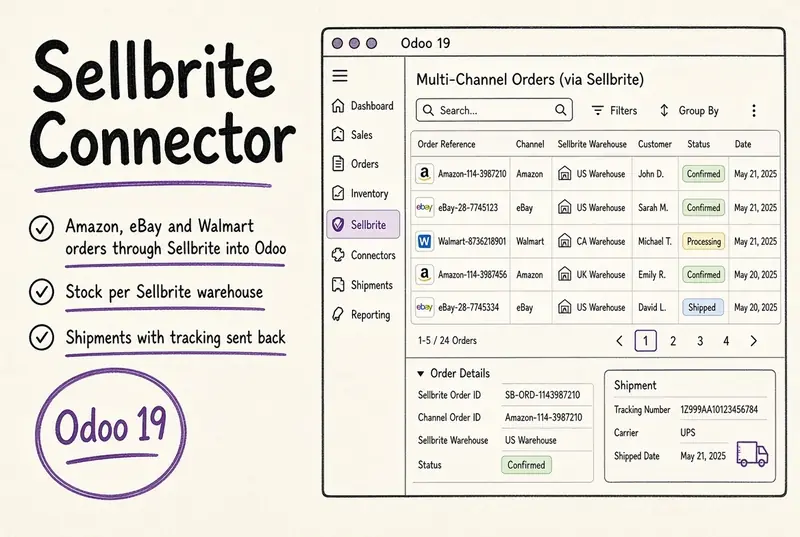 Sellbrite
Connector
Amazon, eBay and Walmart
orders through Sellbrite into Odoo
Stock per Sellbrite warehouse
Shipments with tracking sent back
Odoo 19
Odoo 19
Dashboard
Sales
Orders
Inventory
Sellbrite
Connectors
Shipments
Reporting
Multi-Channel Orders (via Sellbrite)
Search...
Filters
Group By
Order Reference Channel Sellbrite Warehouse Customer Status Date
a Amazon-114-3987210 Amazon US Warehouse John D. Confirmed May 21, 2025
ebay eBay-28-7745123 eBay US Warehouse Sarah M. Confirmed May 21, 2025
W Walmart-8736218901 Walmart CA Warehouse Michael T. Processing May 21, 2025
a Amazon-114-3987456 Amazon UK Warehouse Emily R. Confirmed May 20, 2025
ebay eBay-28-7745334 eBay US Warehouse David L. Shipped May 20, 2025
1-5 / 24 Orders
< 1 2 3 4 >
Order Details
Sellbrite Order ID SB-ORD-1143987210
Channel Order ID Amazon-114-3987210
Sellbrite Warehouse US Warehouse
Status Confirmed
Shipment
Tracking Number 1Z999AA10123456784
Carrier UPS
Shipped Date May 21, 2025